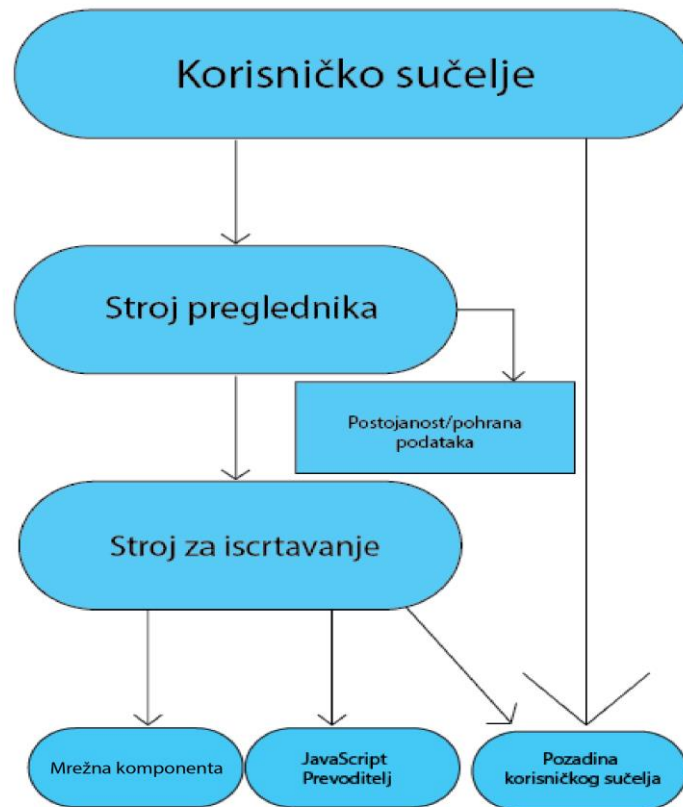 Korisničko sučelje
Stroj preglednika
Postojanost/pohrana
podataka
Stroj za iscrtavanje
Mrežna komponenta
JavaScript
Prevoditelj
Pozadina
korisničkog sučelja